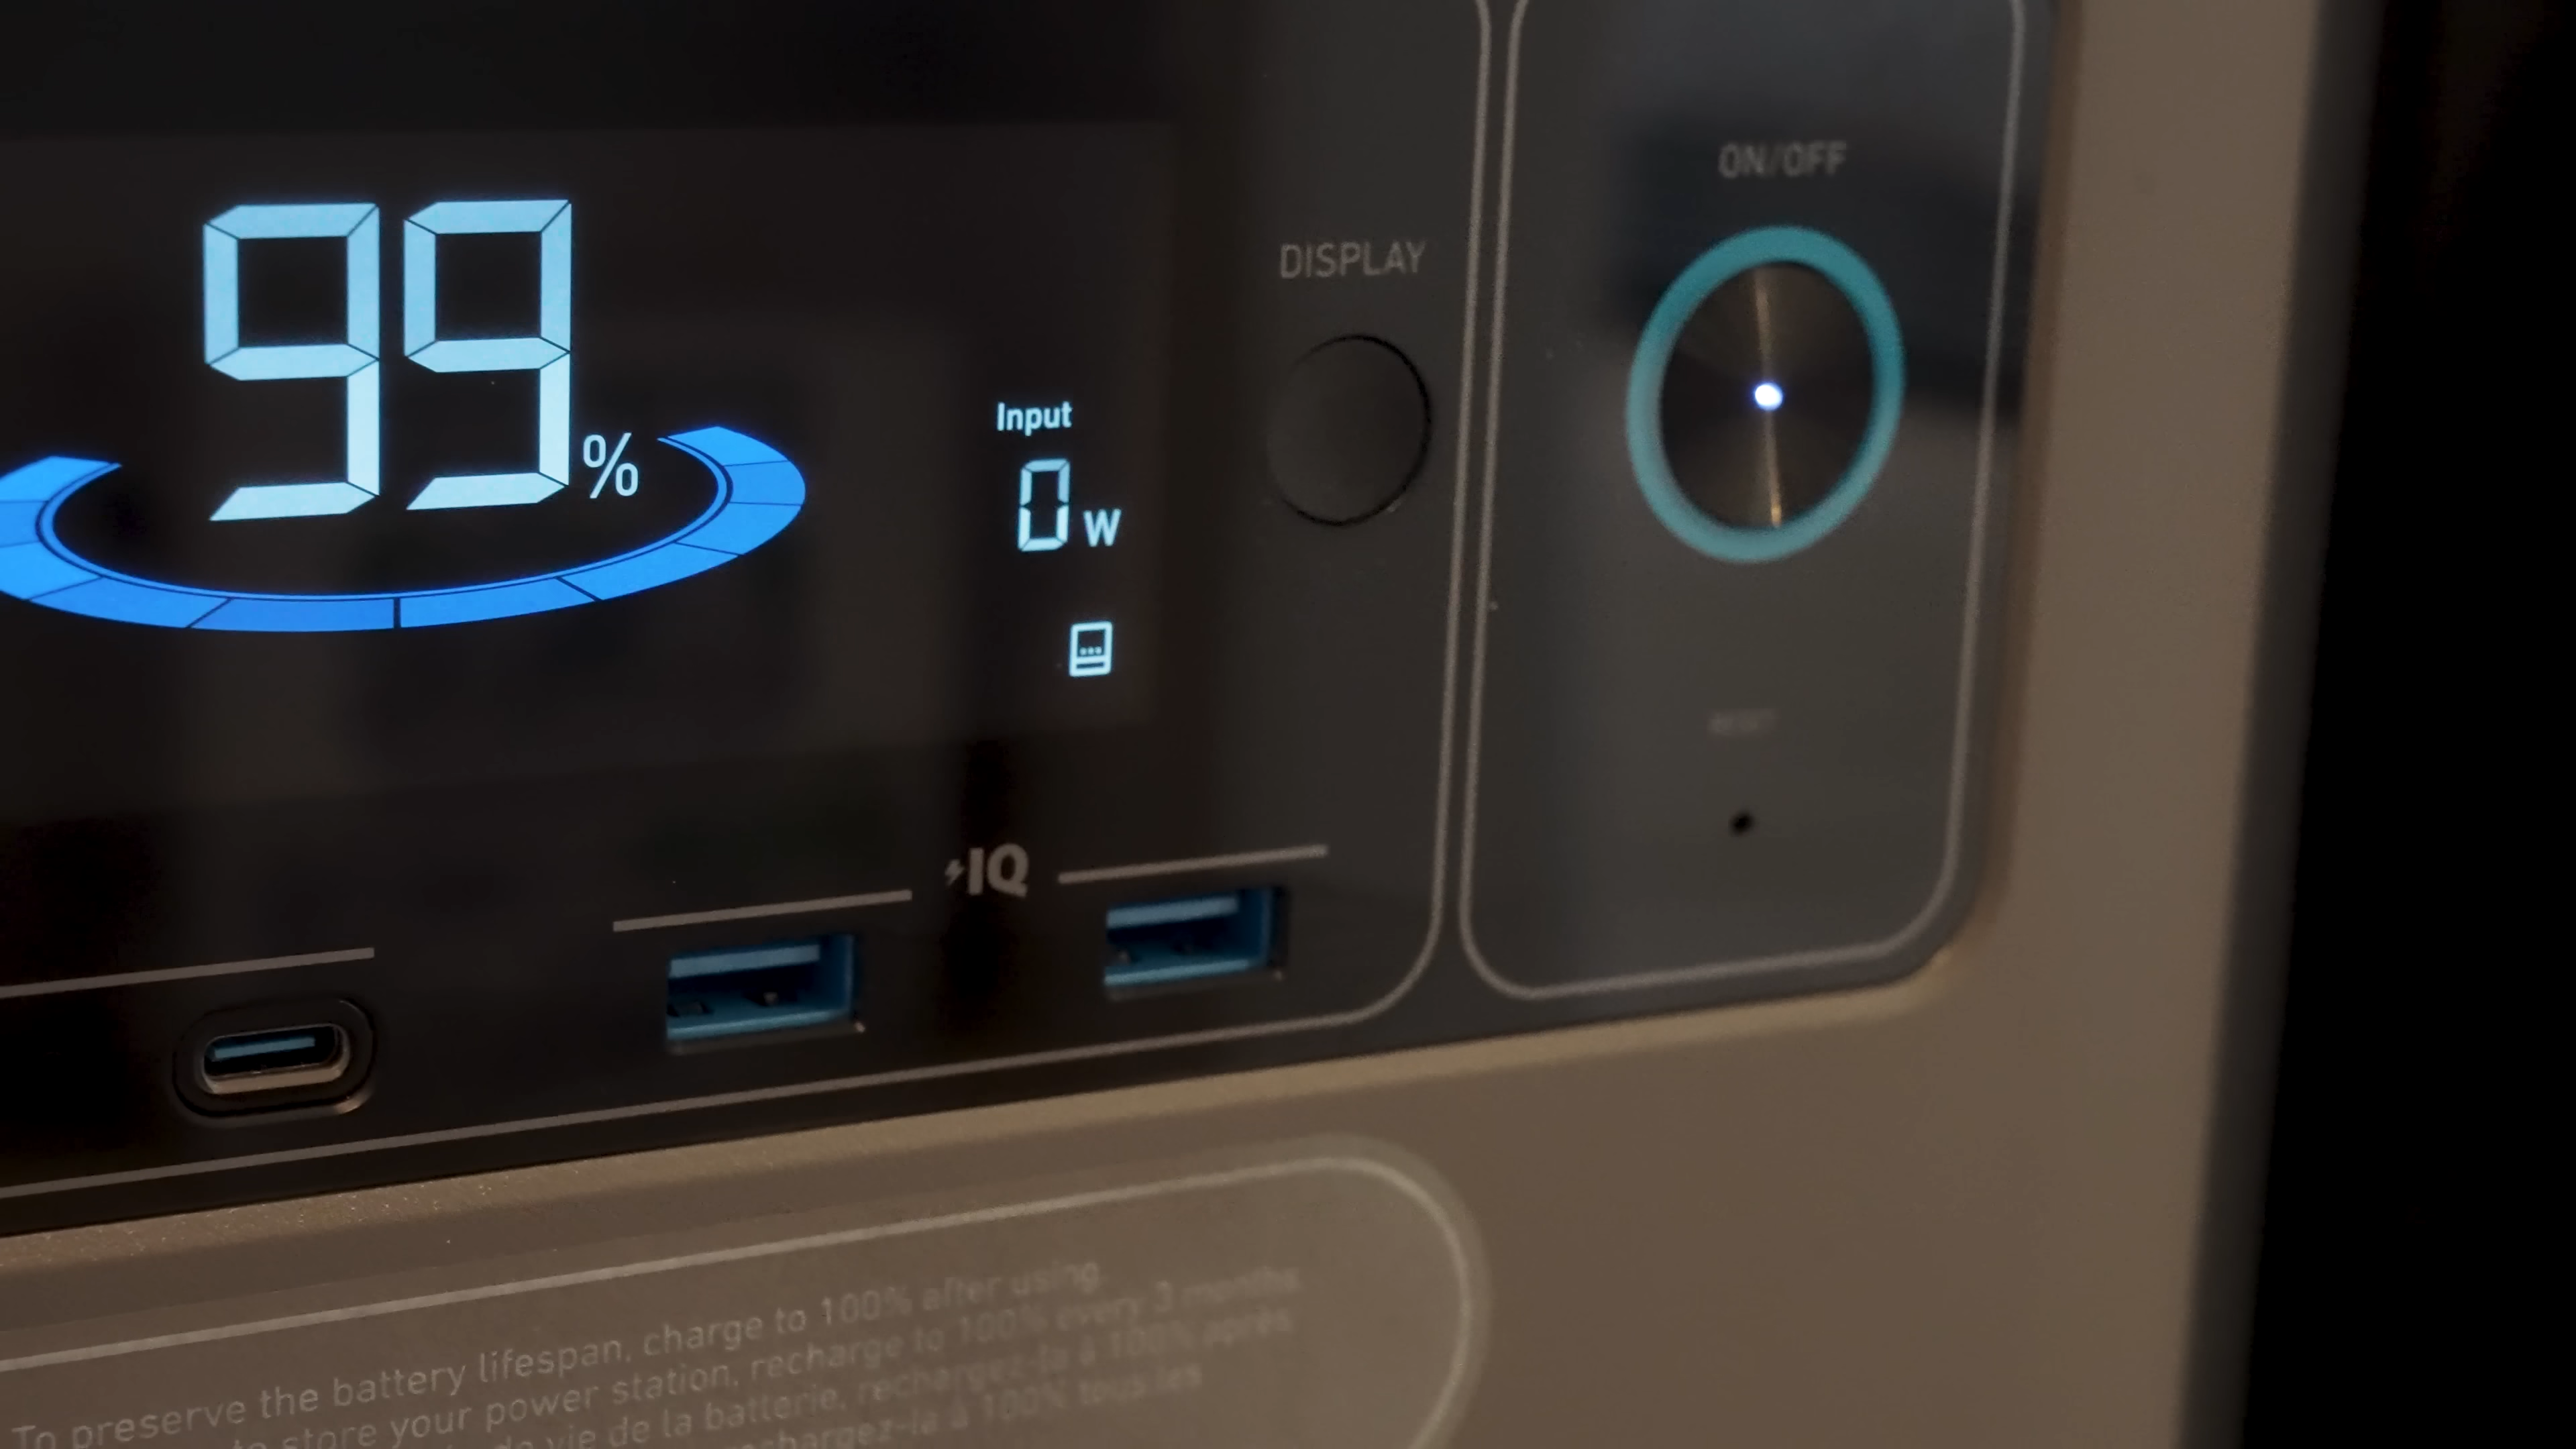 ON/OFF
DISPLAY
99%
Input
0W
RESET
IQ
To preserve the battery lifespan, charge to 100% after using.
to store your power station, recharge to 100% every 3 months
de vie de la batterie, rechargez-la à 100% après
rechargez-la à 100% tous les